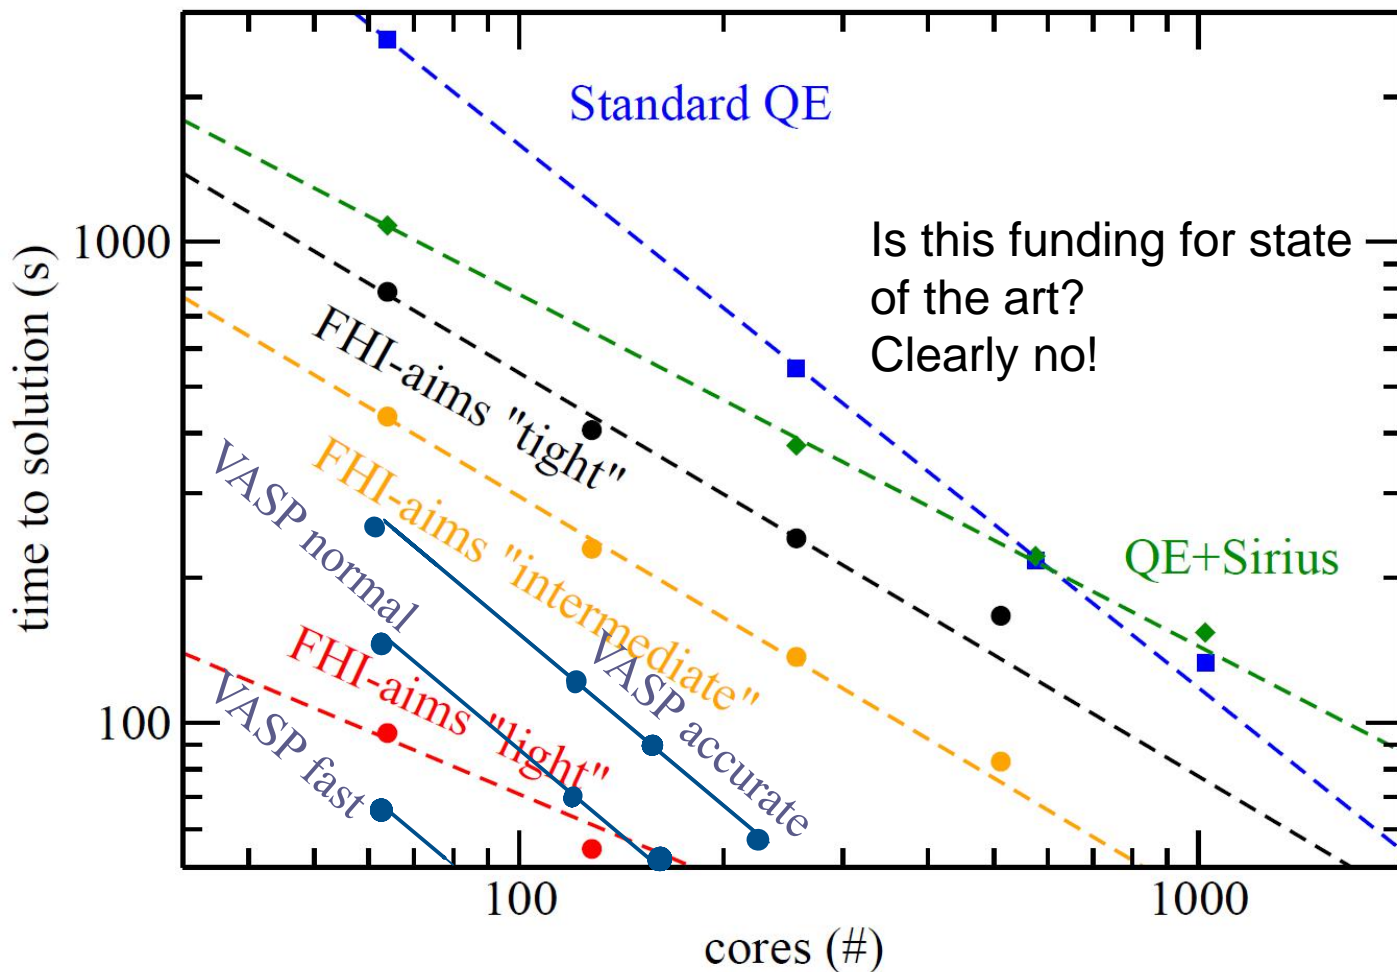 Standard QE
Is this funding for state
of the art?
Clearly no!
1000
time to solution (s)
FHI-aims "tight"
FHI-aims "intermediate"
VASP normal
QE+Sirius
VASP accurate
FHI-aims "light"
VASP fast
100
100
1000
cores (#)